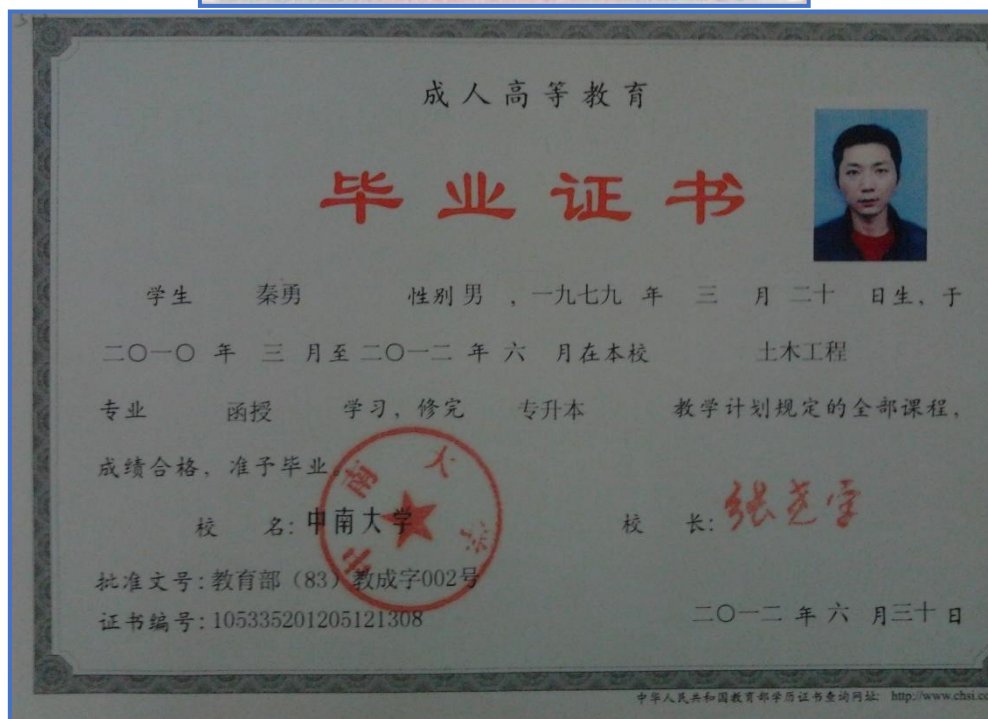 成人高等教育
毕业证书
学生 秦勇 性别 男 ，一九七九 年 三 月 二十 日生，于
二〇一〇 年 三 月至 二〇一二 年 六 月在本校 土木工程
专业 函授 学习，修完 专升本 教学计划规定的全部课程，
成绩合格，准予毕业。
校 名：中南大学
校 长：张尧学
中南大学
批准文号：教育部（83）教成字002号
证书编号：105335201205121308
二〇一二 年 六 月三十 日
中华人民共和国教育部学历证书查询网址： http://www.chsi.co